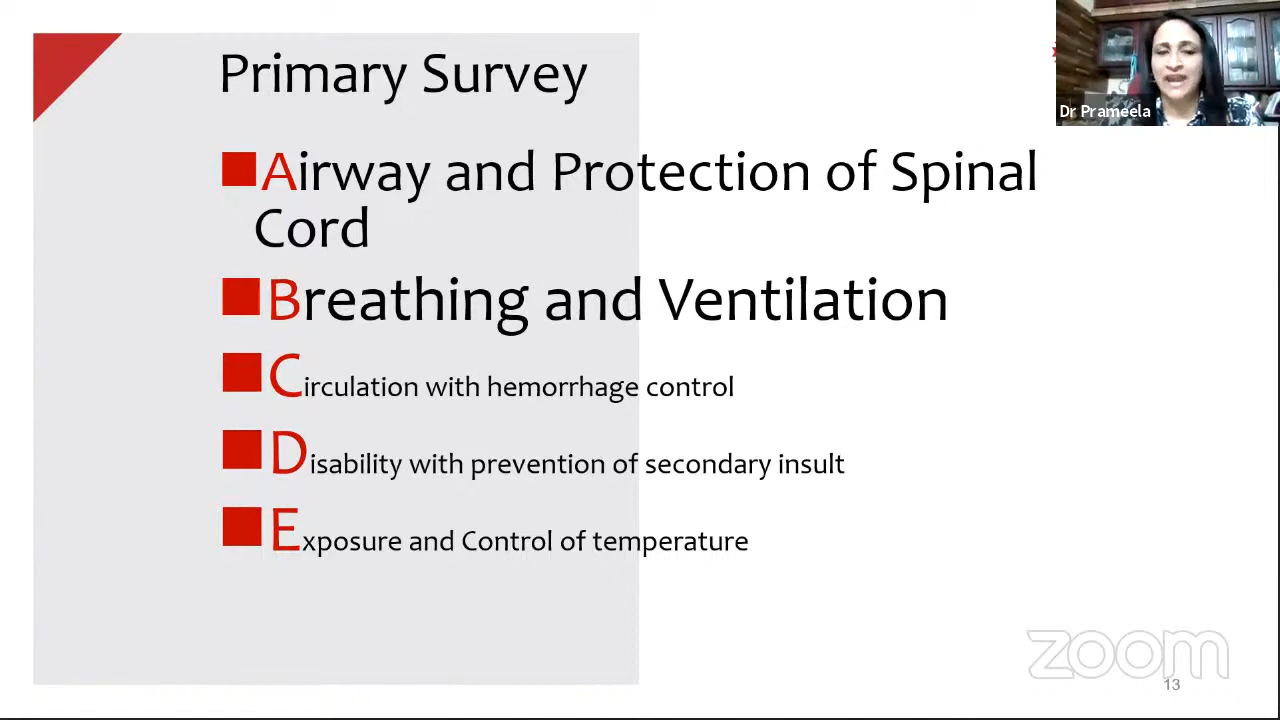 Primary Survey
Dr Prameela
Airway and Protection of Spinal
Cord
Breathing and Ventilation
Circulation with hemorrhage control
Disability with prevention of secondary insult
Exposure and Control of temperature
zoom
13